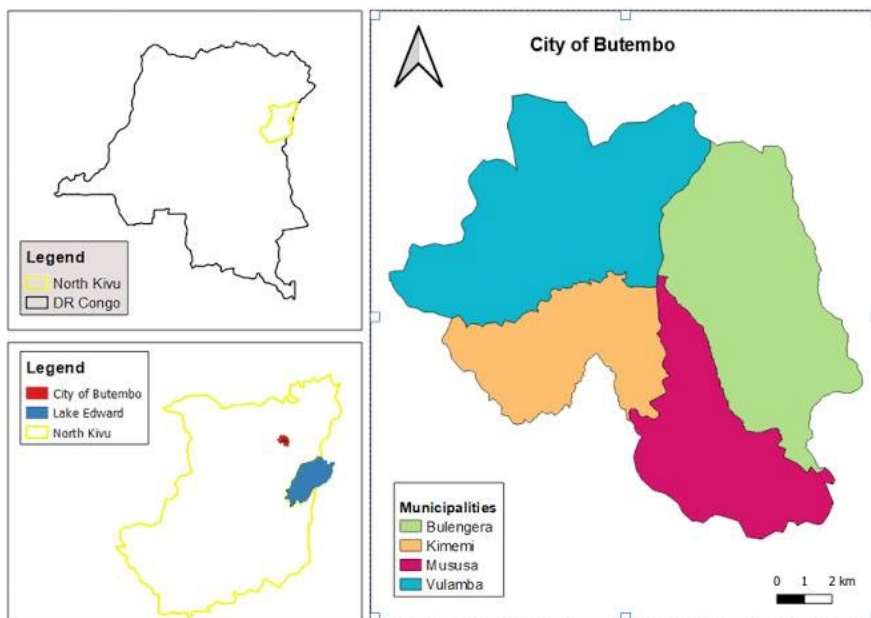 Legend
North Kivu
DR Congo
Legend
City of Butembo
Lake Edward
North Kivu
City of Butembo
Municipalities
Bulengera
Kimemi
Mususa
Vulamba
0 1 2 km